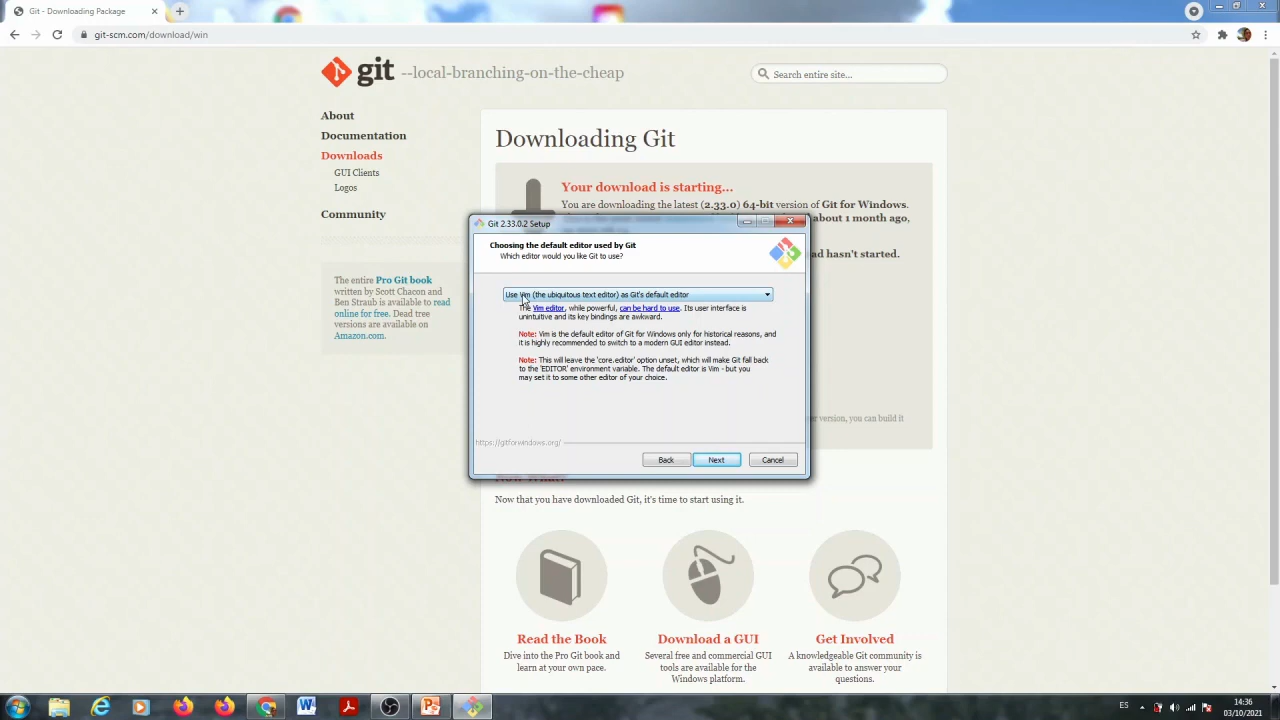 Git - Downloading Package
git-scm.com/download/win
git --local-branching-on-the-cheap
Search entire site...
About
Documentation
Downloads
GUI Clients
Logos
Community
The entire Pro Git book
written by Scott Chacon and
Ben Straub is available to read
online for free. Dead tree
versions are available on
Amazon.com.
Downloading Git
Your download is starting...
You are downloading the latest (2.33.0) 64-bit version of Git for Windows.
about 1 month ago,
ad hasn't started.
Git 2.33.0.2 Setup
Choosing the default editor used by Git
Which editor would you like Git to use?
Use Vim (the ubiquitous text editor) as Git's default editor
The Vim editor, while powerful, can be hard to use. Its user interface is
unintuitive and its key bindings are awkward.
Note: Vim is the default editor of Git for Windows only for historical reasons, and
it is highly recommended to switch to a modern GUI editor instead.
Note: This will leave the 'core.editor' option unset, which will make Git fall back
to the 'EDITOR' environment variable. The default editor is Vim - but you
may set it to some other editor of your choice.
https://gitforwindows.org/
Back
Next
Cancel
er version, you can build it
Now that you have downloaded Git, it's time to start using it.
Read the Book
Dive into the Pro Git book and
learn at your own pace.
Download a GUI
Several free and commercial GUI
tools are available for the
Windows platform.
Get Involved
A knowledgeable Git community is
available to answer your
questions.
ES
14:36
03/10/2021